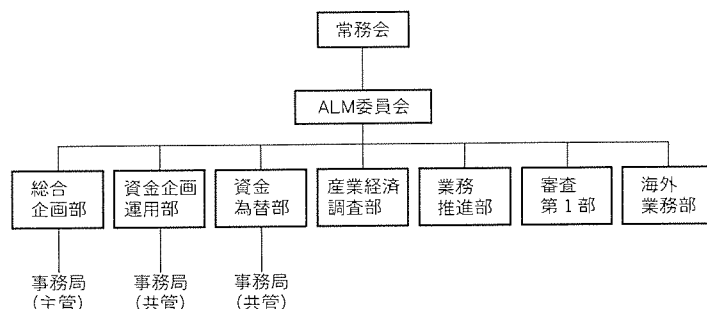 常務会
ALM委員会
総合
企画部
資金企画
運用部
資金
為替部
産業経済
調査部
業務
推進部
審査
第1部
海外
業務部
事務局
(主管)
事務局
(共管)
事務局
(共管)